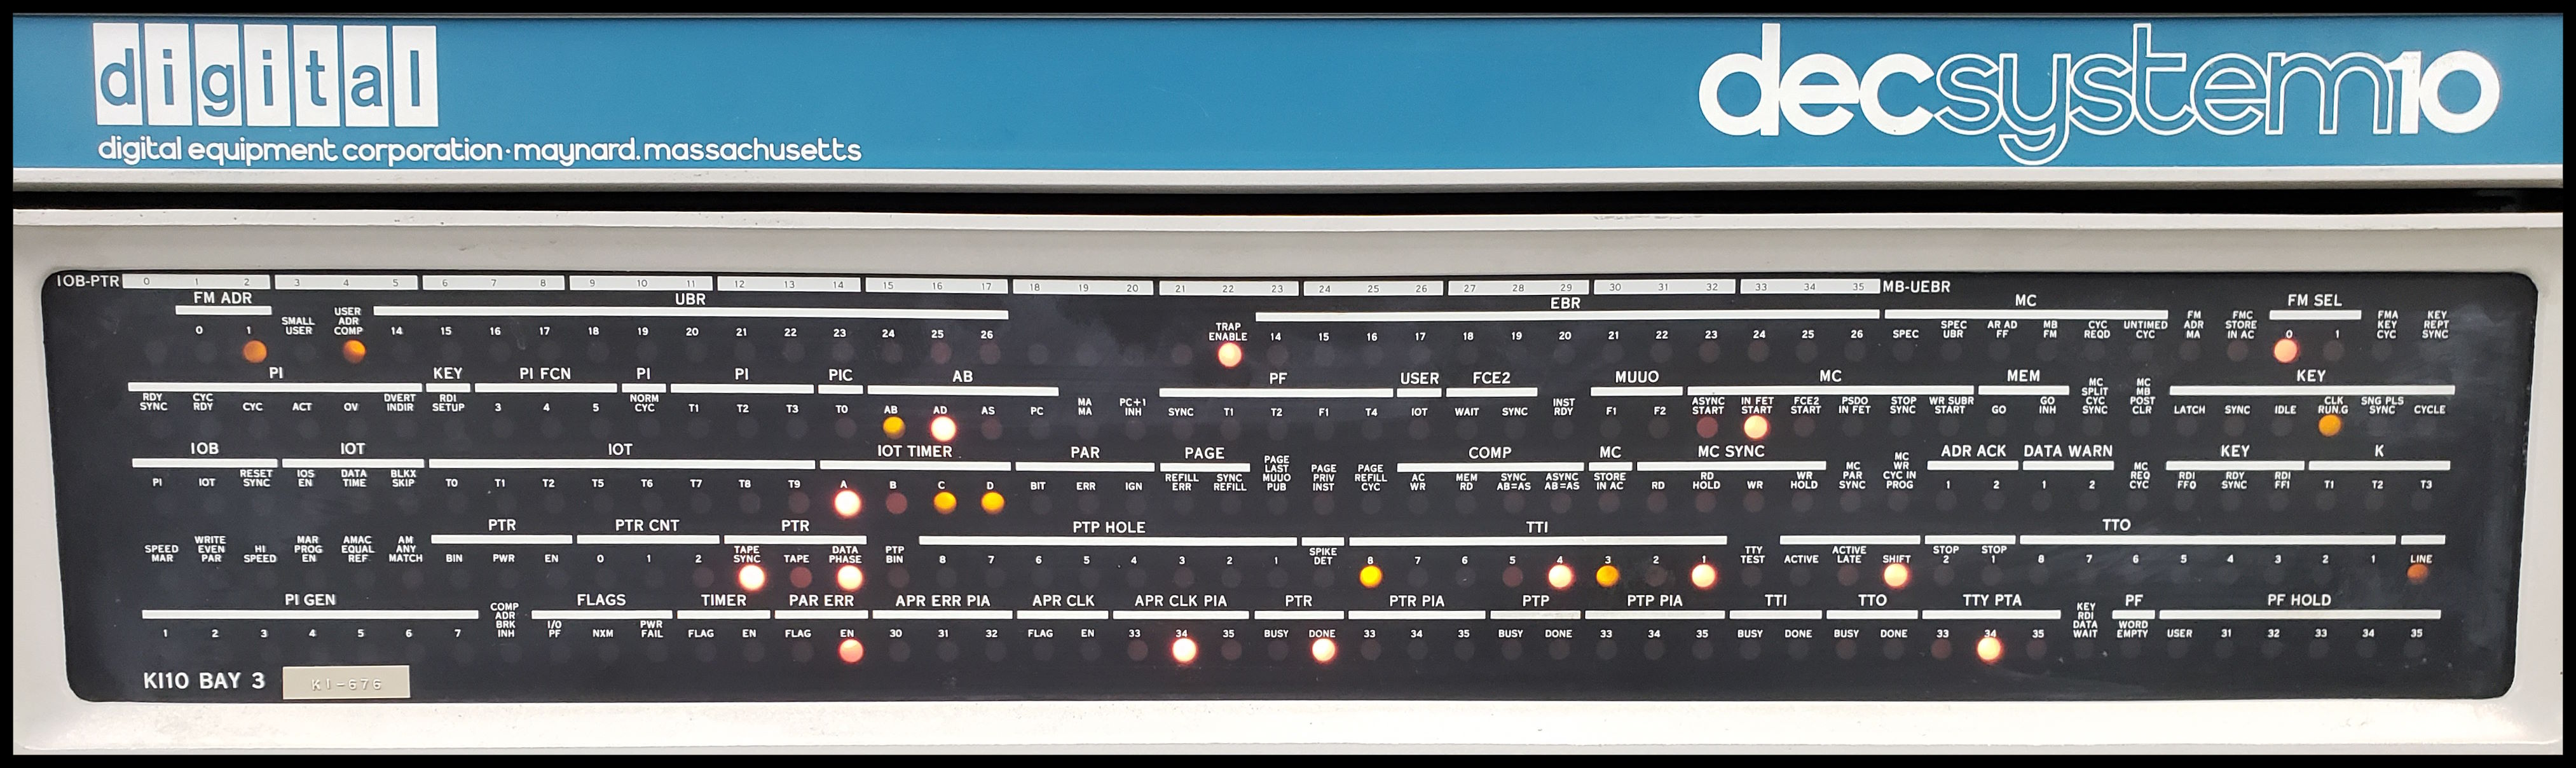 digital
decsystem10
digital equipment corporation·maynard.massachusetts
IOB-PTR 0 1 2 3 4 5 6 7 8 9 10 11 12 13 14 15 16 17 18 19 20 21 22 23 24 25 26 27 28 29 30 31 32 33 34 35 MB-UEBR
FM ADR UBR EBR MC FM SEL
0 1 SMALL USER USER ADR COMP 14 15 16 17 18 19 20 21 22 23 24 25 26 TRAP ENABLE 14 15 16 17 18 19 20 21 22 23 24 25 26 SPEC SPEC UBR AR AD FF MB FM CYC REQD UNTIMED CYC FM ADR MA FMC STORE IN AC 0 1 FMA KEY CYC KEY REPT SYNC
PI KEY PI FCN PI PI PIC AB PF USER FCE2 MUUO MC MEM KEY
RDY SYNC CYC RDY CYC ACT OV DVERT INDIR RDI SETUP 3 4 5 NORM CYC T1 T2 T3 T0 AB AD AS PC MA MA PC+1 INH SYNC T1 T2 F1 T4 IOT WAIT SYNC INST RDY F1 F2 ASYNC START IN FET START FCE2 START PSDO IN FET STOP SYNC WR SUBR START GO GO INH MC SPLIT CYC SYNC MC MB POST CLR LATCH SYNC IDLE CLK RUN.G SNG PLS SYNC CYCLE
IOB IOT IOT IOT TIMER PAR PAGE COMP MC MC SYNC ADR ACK DATA WARN KEY K
PI IOT RESET SYNC IOS EN DATA TIME BLKX SKIP T0 T1 T2 T5 T6 T7 T8 T9 A B C D BIT ERR IGN REFILL ERR SYNC REFILL PAGE LAST MUUO PUB PAGE PRIV INST PAGE REFILL CYC AC WR MEM RD SYNC AB=AS ASYNC AB=AS STORE IN AC RD RD HOLD WR WR HOLD MC PAR SYNC MC WR CYC IN PROG 1 2 1 2 MC REQ CYC RDI FF0 RDY SYNC RDI FF1 T1 T2 T3
PTR PTR CNT PTR PTP HOLE TTI TTO
SPEED MAR WRITE EVEN PAR HI SPEED MAR PROG EN AMAC EQUAL REF AM ANY MATCH BIN PWR EN 0 1 2 TAPE SYNC TAPE DATA PHASE PTP BIN 8 7 6 5 4 3 2 1 SPIKE DET 8 7 6 5 4 3 2 1 TTY TEST ACTIVE ACTIVE LATE SHIFT STOP 2 STOP 1 8 7 6 5 4 3 2 1 LINE
PI GEN FLAGS TIMER PAR ERR APR ERR PIA APR CLK APR CLK PIA PTR PTR PIA PTP PTP PIA TTI TTO TTY PTA PF PF HOLD
1 2 3 4 5 6 7 COMP ADR BRK INH I/O PF NXM PWR FAIL FLAG EN FLAG EN 30 31 32 FLAG EN 33 34 35 BUSY DONE 33 34 35 BUSY DONE 33 34 35 BUSY DONE BUSY DONE 33 34 35 KEY RDI DATA WAIT WORD EMPTY USER 31 32 33 34 35
KI10 BAY 3 KI-676